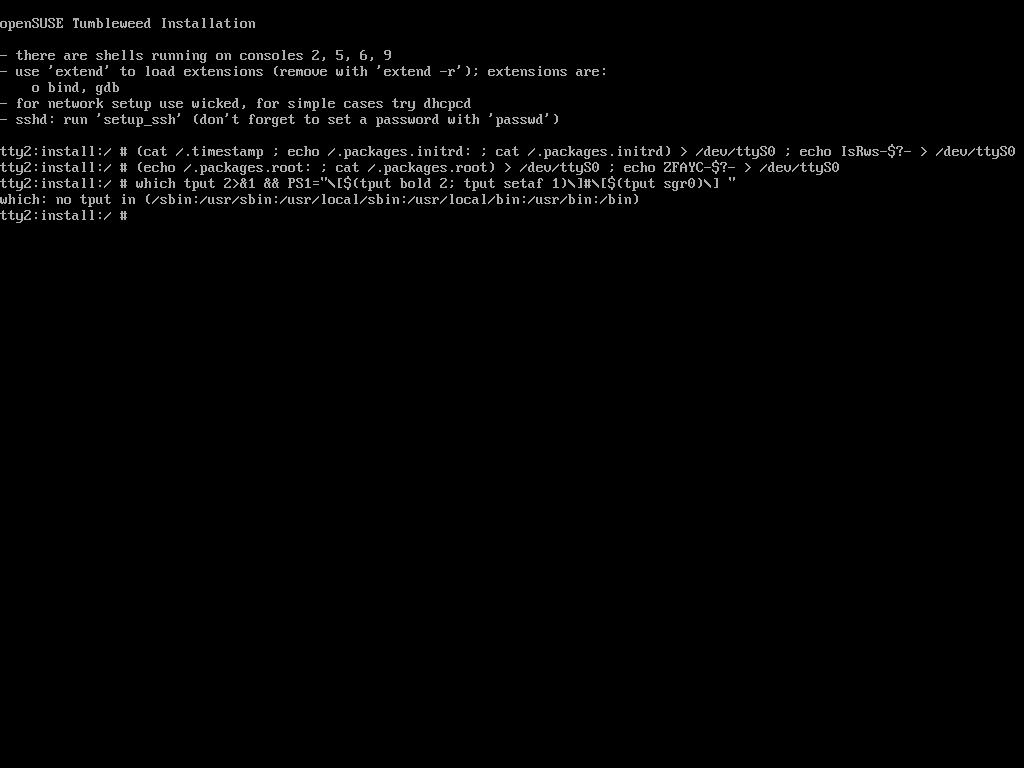 openSUSE Tumbleweed Installation
- there are shells running on consoles 2, 5, 6, 9
- use 'extend' to load extensions (remove with 'extend -r'); extensions are:
o bind, gdb
- for network setup use wicked, for simple cases try dhcpcd
- sshd: run 'setup_ssh' (don't forget to set a password with 'passwd')
tty2:install:/ # (cat /.timestamp ; echo /.packages.initrd: ; cat /.packages.initrd) > /dev/ttyS0 ; echo IsRws-$?- > /dev/ttyS0
tty2:install:/ # (echo /.packages.root: ; cat /.packages.root) > /dev/ttyS0 ; echo ZFAYC-$?- > /dev/ttyS0
tty2:install:/ # which tput 2>&1 && PS1="\[$(tput bold 2; tput setaf 1)\]#\[$(tput sgr0)\] "
which: no tput in (/sbin:/usr/sbin:/usr/local/sbin:/usr/local/bin:/usr/bin:/bin)
tty2:install:/ #